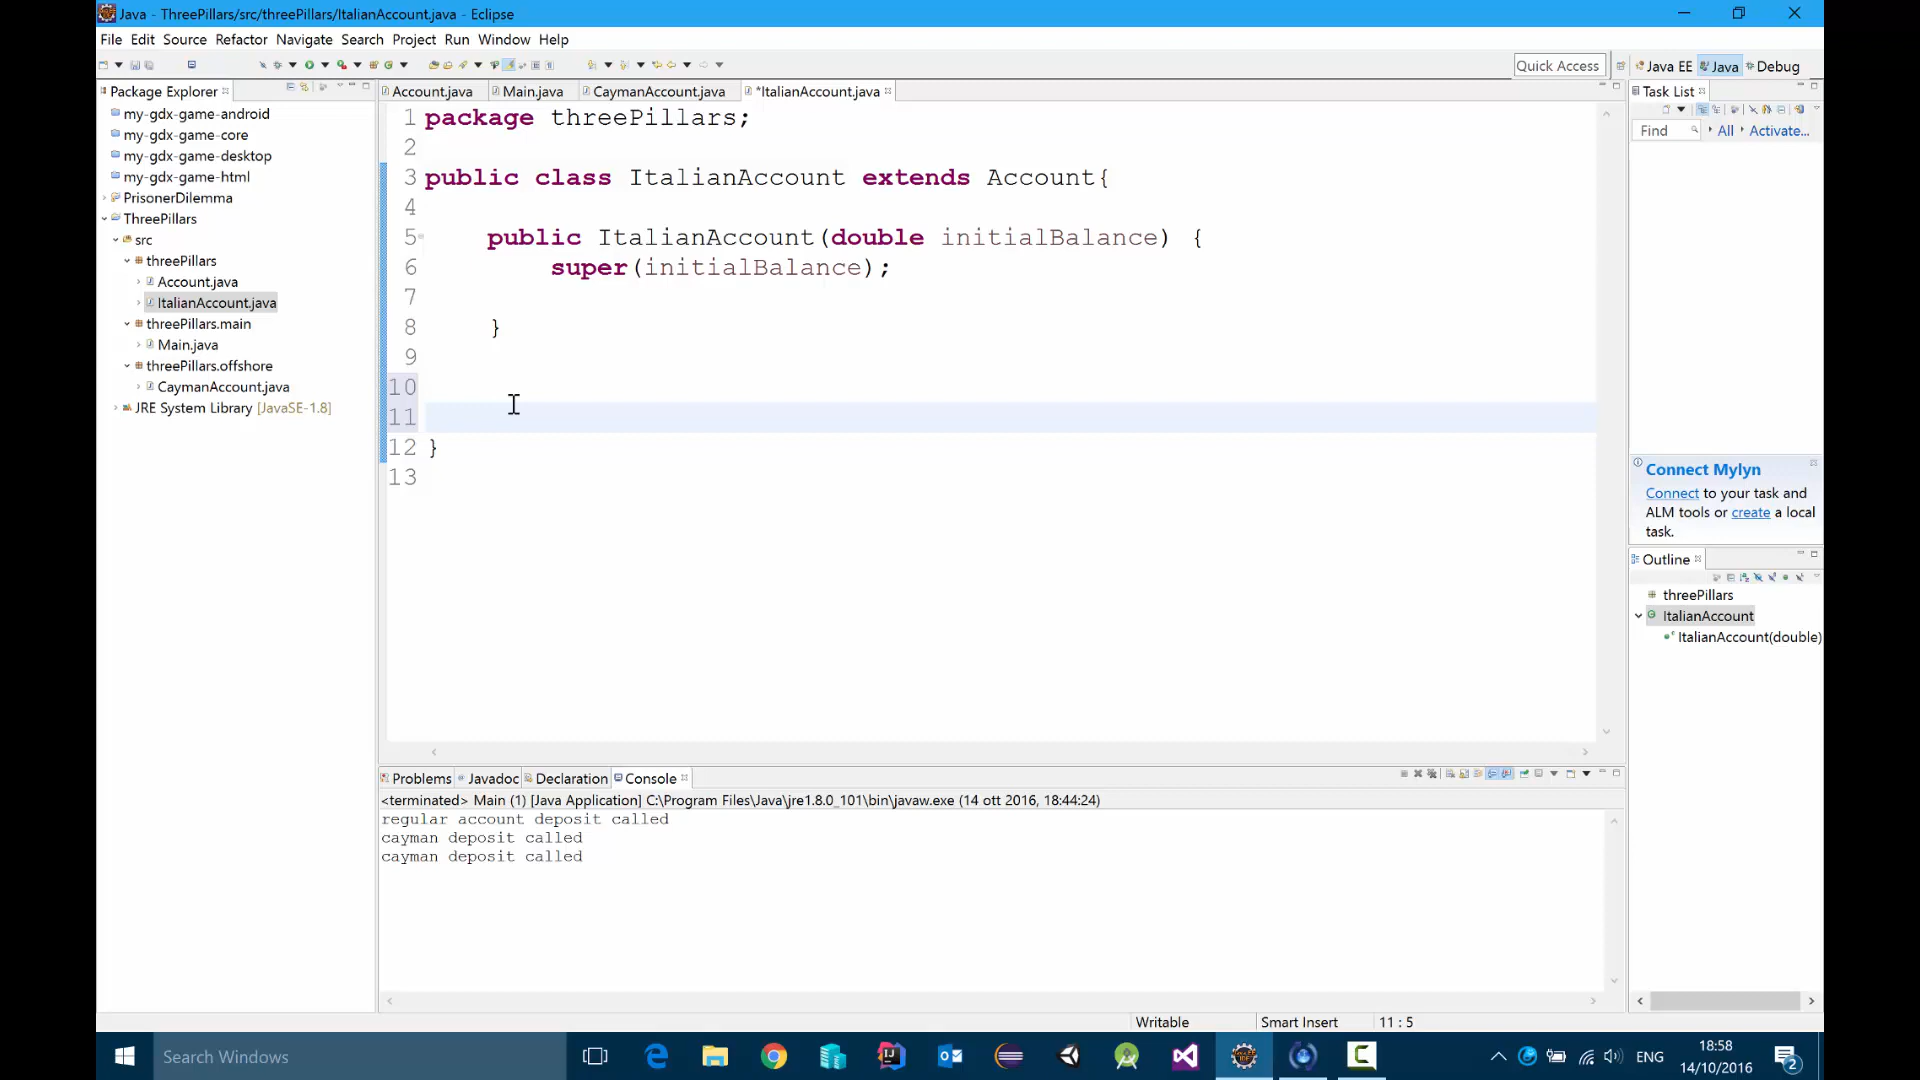 Java - ThreePillars/src/threePillars/ItalianAccount.java - Eclipse
File Edit Source Refactor Navigate Search Project Run Window Help
Quick Access Java EE Java Debug
Package Explorer
my-gdx-game-android
my-gdx-game-core
my-gdx-game-desktop
my-gdx-game-html
PrisonerDilemma
ThreePillars
src
threePillars
Account.java
ItalianAccount.java
threePillars.main
Main.java
threePillars.offshore
CaymanAccount.java
JRE System Library [JavaSE-1.8]
Account.java Main.java CaymanAccount.java *ItalianAccount.java
1 package threePillars;
2
3 public class ItalianAccount extends Account{
4
5 public ItalianAccount(double initialBalance) {
6 super(initialBalance);
7
8 }
9
10
11
12 }
13
Task List
Find All Activate...
Connect Mylyn
Connect to your task and
ALM tools or create a local
task.
Outline
threePillars
ItalianAccount
ItalianAccount(double)
Problems Javadoc Declaration Console
<terminated> Main (1) [Java Application] C:\Program Files\Java\jre1.8.0_101\bin\javaw.exe (14 ott 2016, 18:44:24)
regular account deposit called
cayman deposit called
cayman deposit called
Writable Smart Insert 11 : 5
Search Windows
ENG
18:58
14/10/2016
2